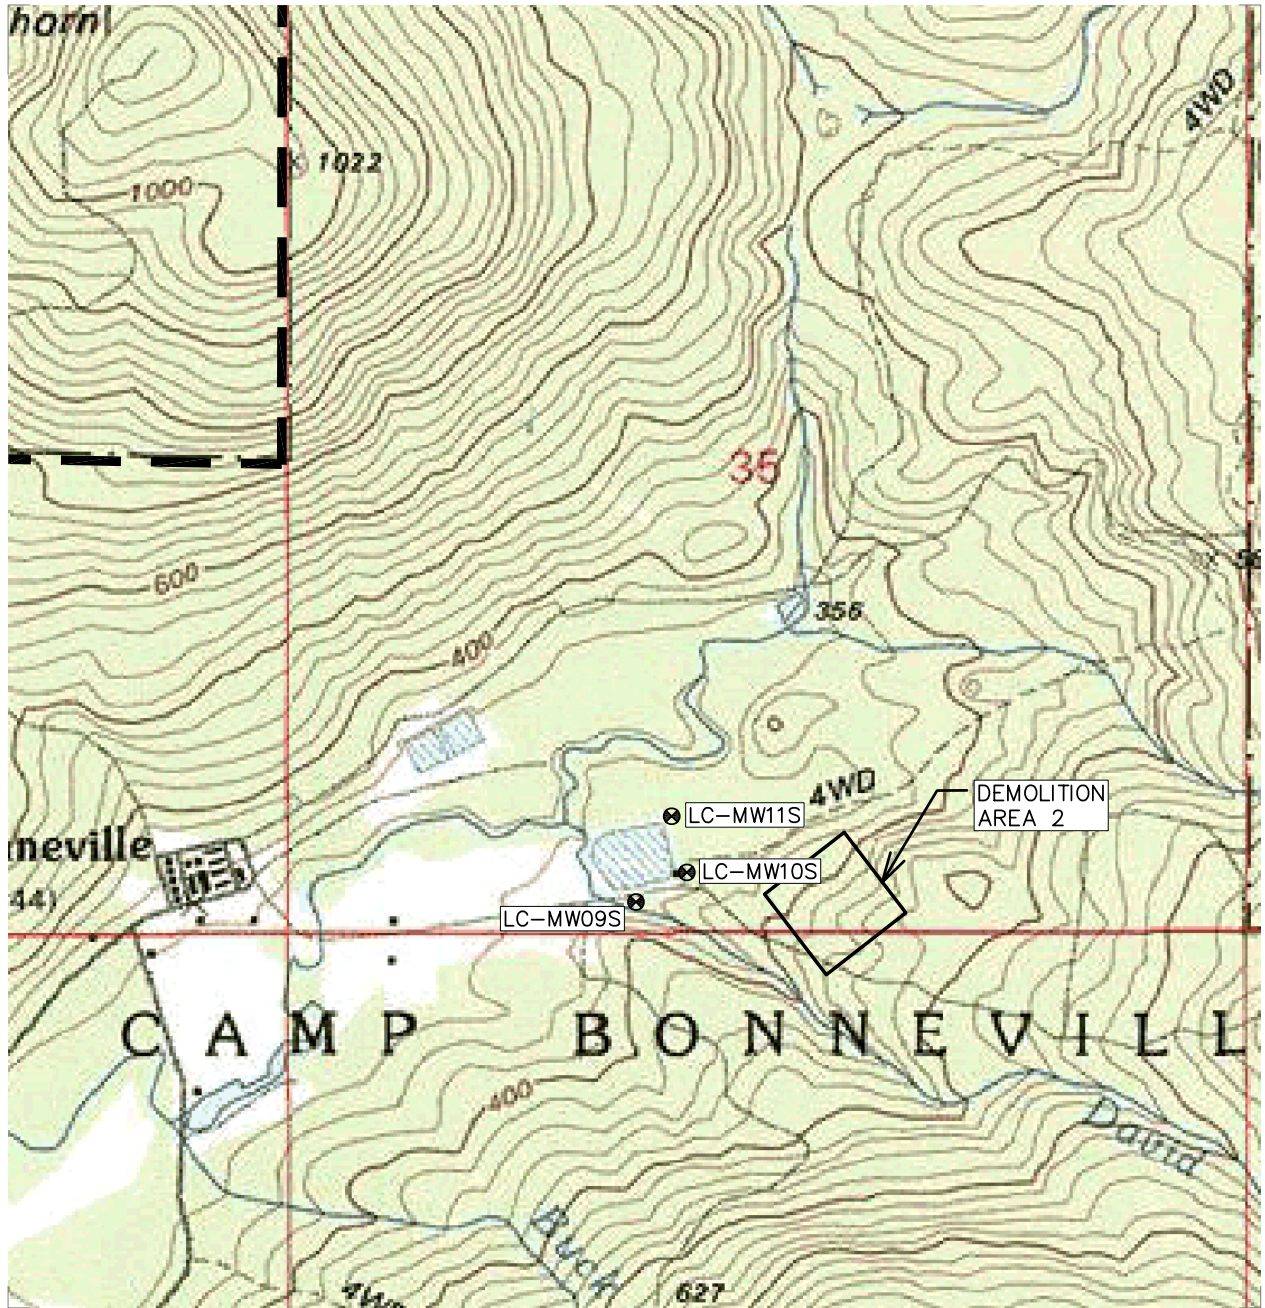 horn
1022
1000
4WD
35
600
356
400
4WD
DEMOLITION
AREA 2
LC-MW11S
neville
LC-MW10S
44)
LC-MW09S
CAMP BONNEVILL
400
David
Buck
627